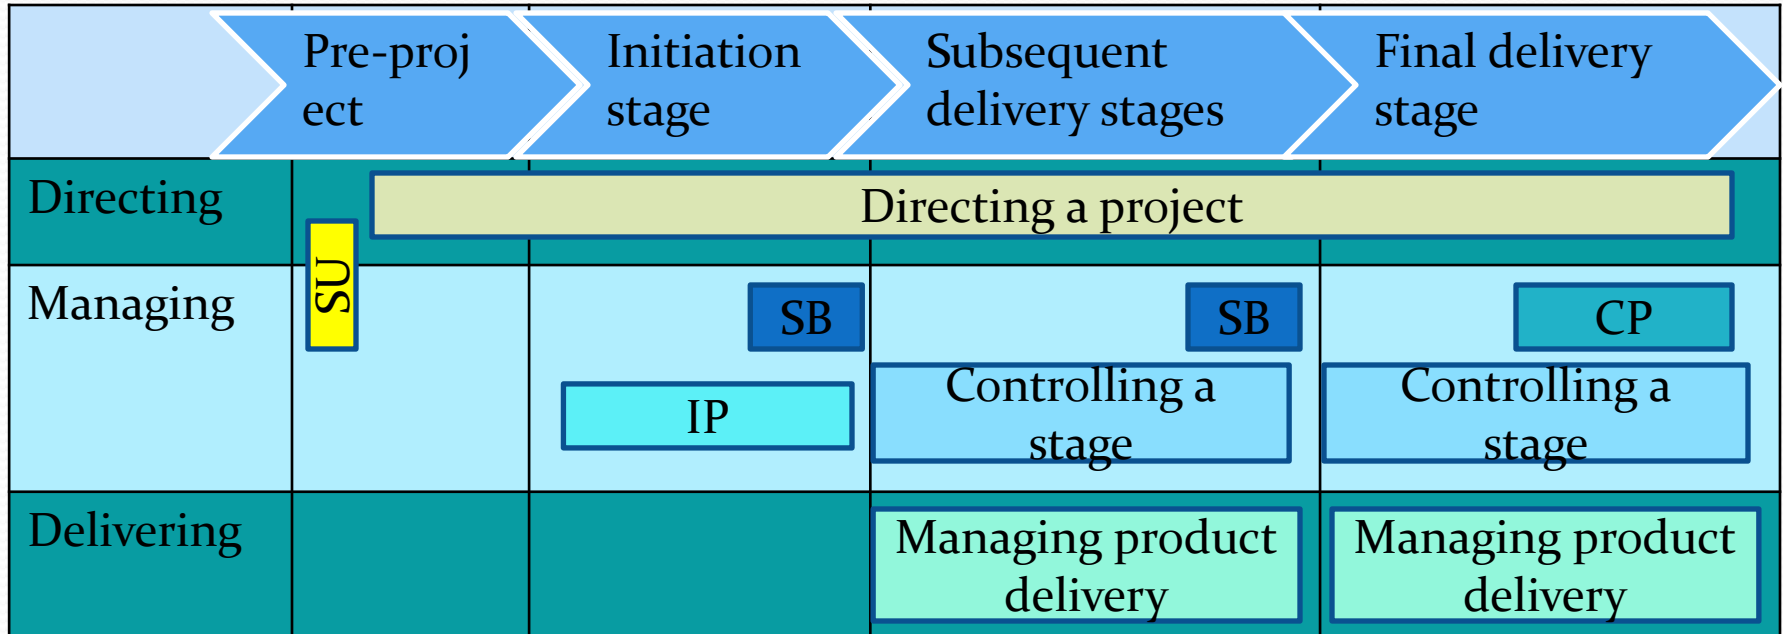 Pre-proj
ect
Initiation
stage
Subsequent
delivery stages
Final delivery
stage
Directing
Directing a project
SU
Managing
SB
SB
CP
IP
Controlling a
stage
Controlling a
stage
Delivering
Managing product
delivery
Managing product
delivery